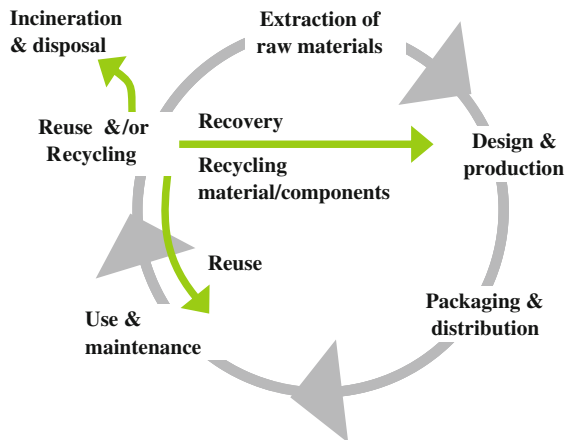 Incineration
& disposal
Extraction of
raw materials
Reuse &/or
Recycling
Recovery
Recycling
material/components
Design &
production
Reuse
Packaging &
distribution
Use &
maintenance